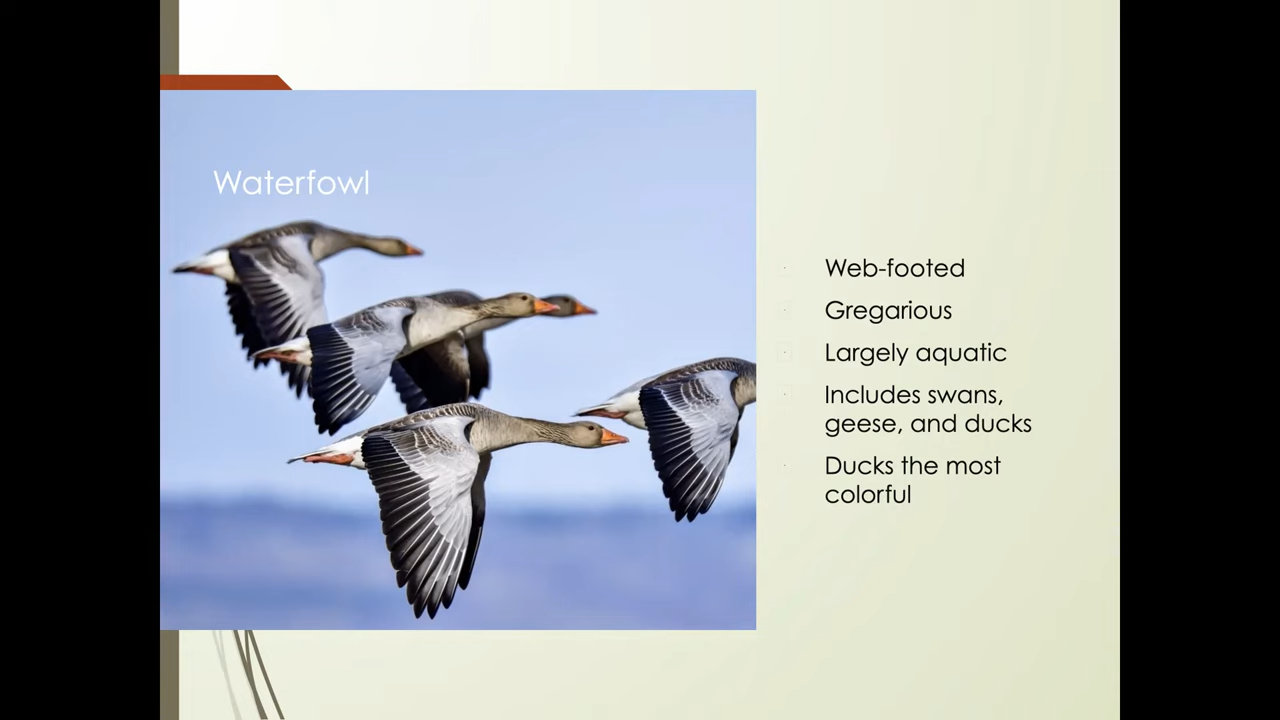 Waterfowl
Web-footed
Gregarious
Largely aquatic
Includes swans,
geese, and ducks
Ducks the most
colorful